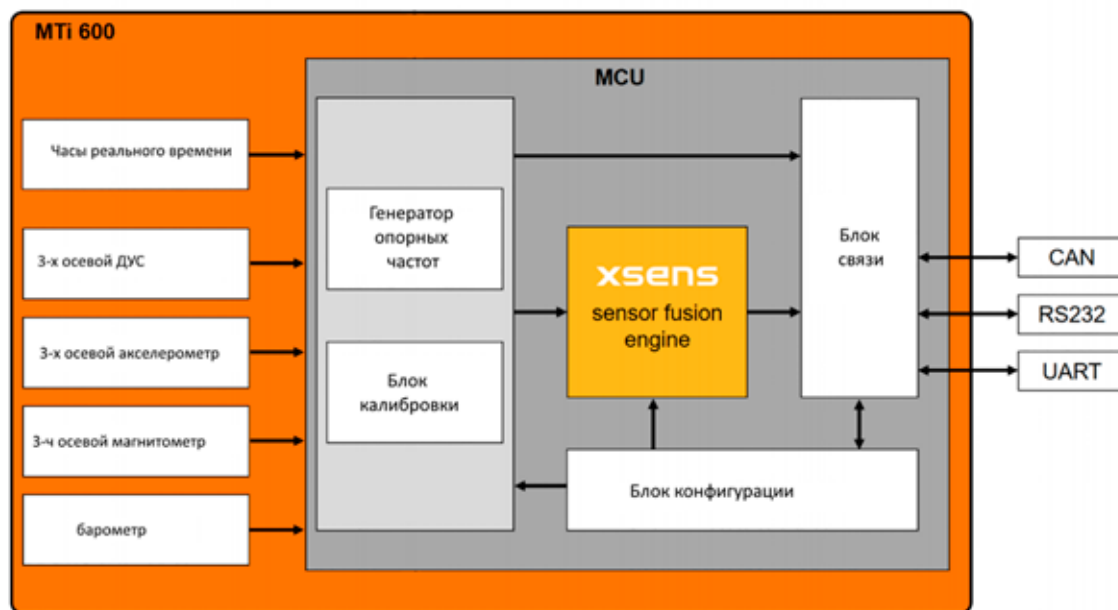 MTi 600
MCU
Часы реального времени
3-х осевой ДУС
3-х осевой акселерометр
3-ч осевой магнитометр
барометр
Генератор
опорных
частот
Блок
калибровки
xsens
sensor fusion
engine
Блок
связи
Блок конфигурации
CAN
RS232
UART